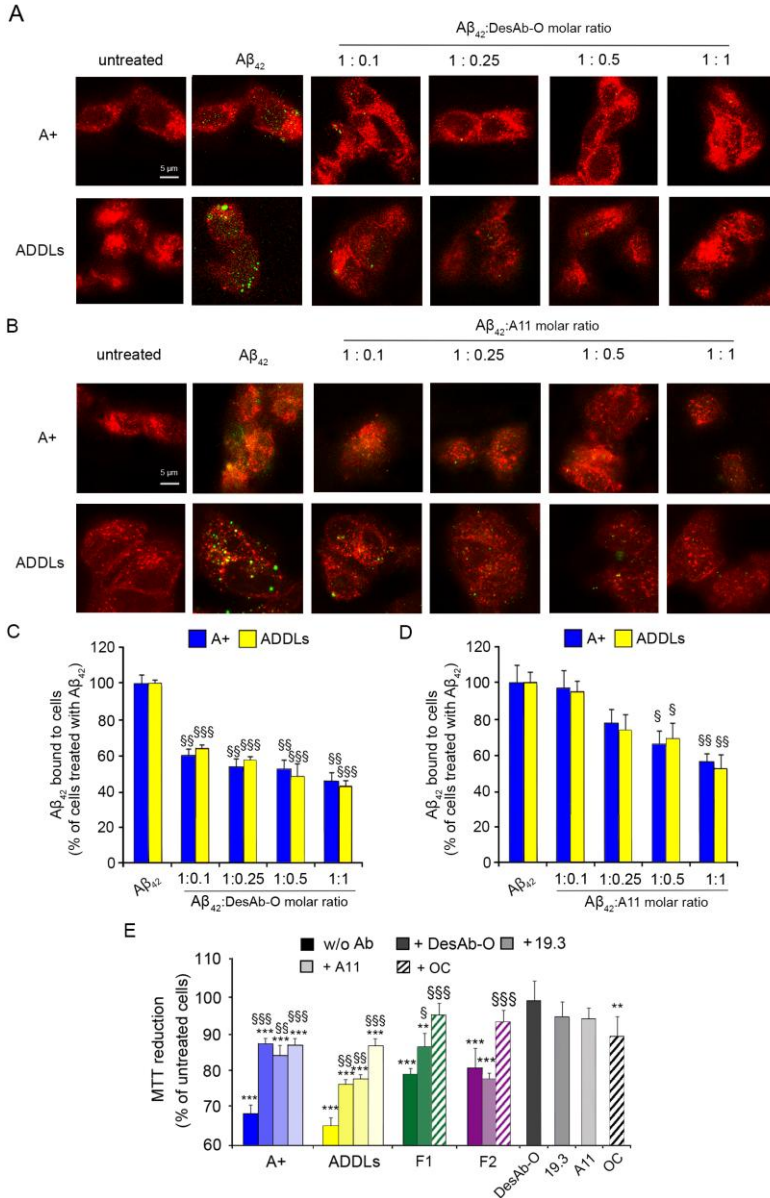 A
Aβ₄₂:DesAb-O molar ratio
untreated Aβ₄₂ 1 : 0.1 1 : 0.25 1 : 0.5 1 : 1
A+
5 μm
ADDLs
B
Aβ₄₂:A11 molar ratio
untreated Aβ₄₂ 1 : 0.1 1 : 0.25 1 : 0.5 1 : 1
A+
5 μm
ADDLs
C
A+ ADDLs
Aβ₄₂ bound to cells
(% of cells treated with Aβ₄₂)
120
100
80
60
40
20
0
§§ §§§ §§ §§§ §§ §§§ §§ §§§
Aβ₄₂ 1:0.1 1:0.25 1:0.5 1:1
Aβ₄₂:DesAb-O molar ratio
D
A+ ADDLs
Aβ₄₂ bound to cells
(% of cells treated with Aβ₄₂)
120
100
80
60
40
20
0
§ § §§ §§
Aβ₄₂ 1:0.1 1:0.25 1:0.5 1:1
Aβ₄₂:A11 molar ratio
E
w/o Ab + DesAb-O + 19.3
+ A11 + OC
MTT reduction
(% of untreated cells)
110
100
90
80
70
60
*** §§§ *** §§ *** §§§ ***
*** §§ *** §§ *** §§§ ***
*** § ** §§§
*** *** §§§
**
A+ ADDLs F1 F2 DesAb-O 19.3 A11 OC